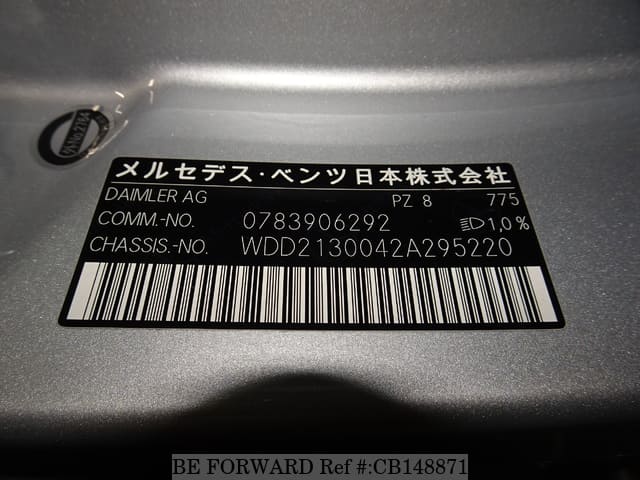 メルセデス・ベンツ日本株式会社
DAIMLER AG PZ 8 775
COMM.-NO. 0783906292 1,0%
CHASSIS.-NO. WDD2130042A295220
BE FORWARD Ref #:CB148871